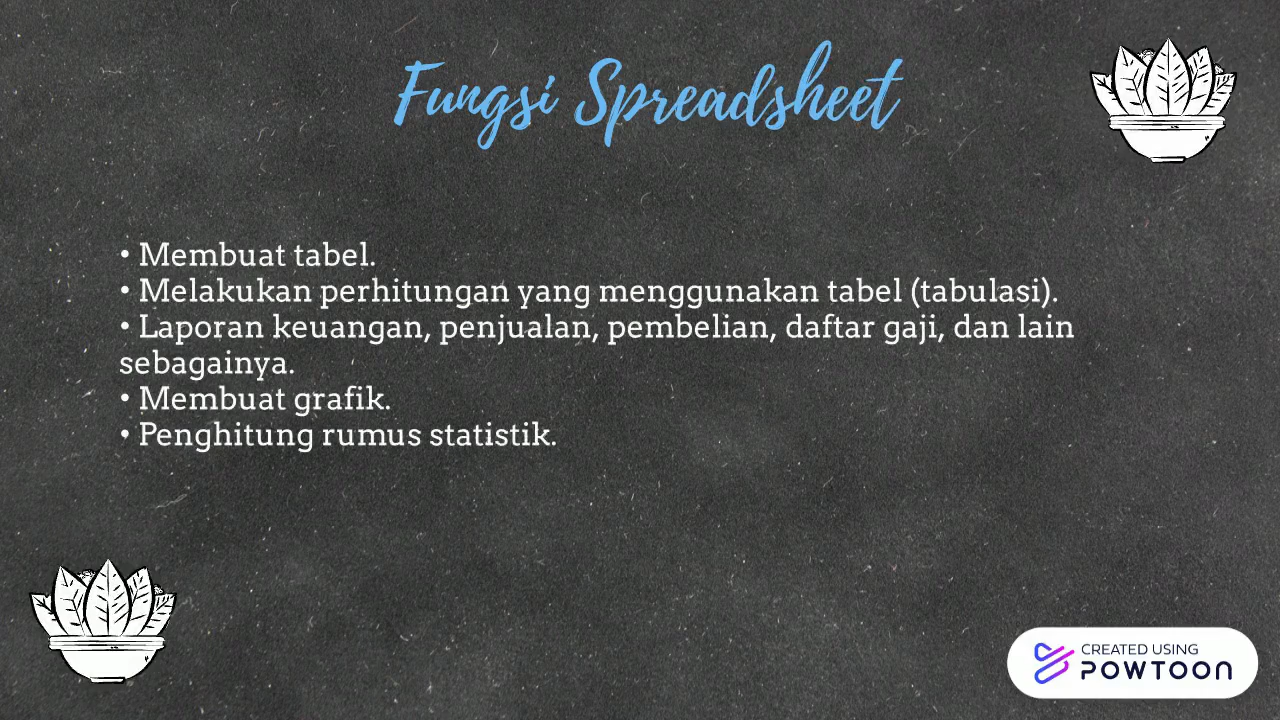 Fungsi Spreadsheet
• Membuat tabel.
• Melakukan perhitungan yang menggunakan tabel (tabulasi).
• Laporan keuangan, penjualan, pembelian, daftar gaji, dan lain
sebagainya.
• Membuat grafik.
• Penghitung rumus statistik.
CREATED USING
POWTOON